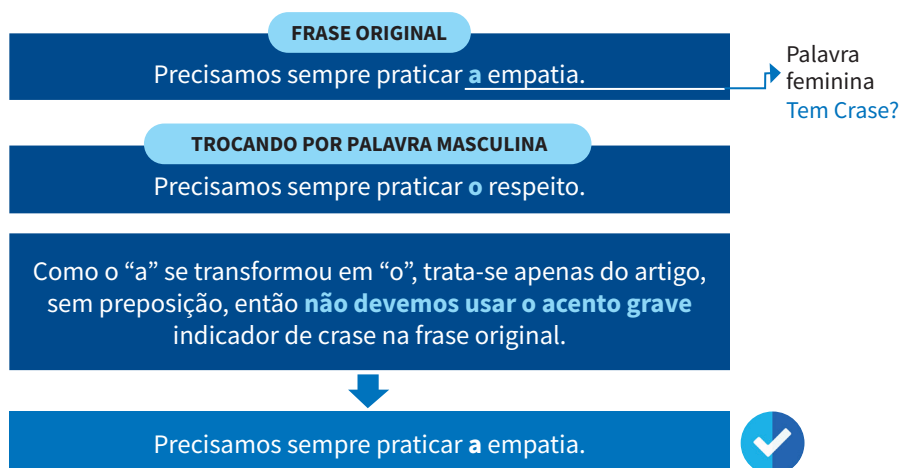 FRASE ORIGINAL
Precisamos sempre praticar a empatia.
Palavra
feminina
Tem Crase?
TROCANDO POR PALAVRA MASCULINA
Precisamos sempre praticar o respeito.
Como o “a” se transformou em “o”, trata-se apenas do artigo,
sem preposição, então não devemos usar o acento grave
indicador de crase na frase original.
Precisamos sempre praticar a empatia.